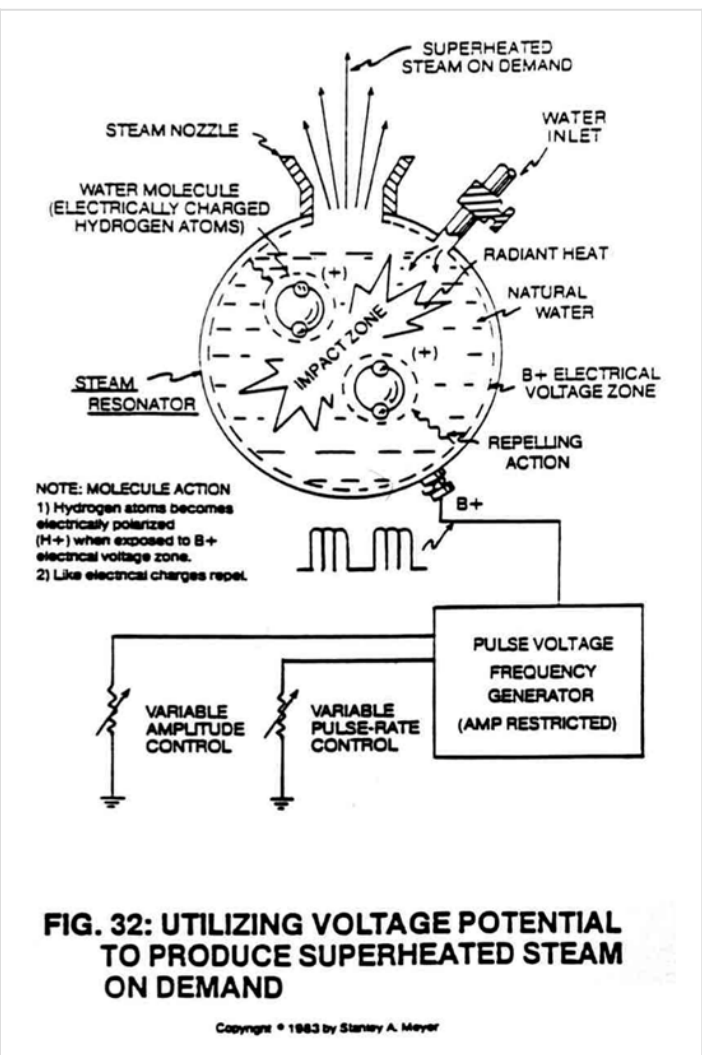 SUPERHEATED
STEAM ON DEMAND
STEAM NOZZLE
WATER
INLET
WATER MOLECULE
(ELECTRICALLY CHARGED
HYDROGEN ATOMS)
(+)
RADIANT HEAT
NATURAL
WATER
IMPACT ZONE
(+)
STEAM
RESONATOR
B+ ELECTRICAL
VOLTAGE ZONE
REPELLING
ACTION
NOTE: MOLECULE ACTION
1) Hydrogen atoms becomes
electrically polarized
(H+) when exposed to B+
electrical voltage zone.
2) Like electrical charges repel.
B+
PULSE VOLTAGE
FREQUENCY
GENERATOR
(AMP RESTRICTED)
VARIABLE
AMPLITUDE
CONTROL
VARIABLE
PULSE-RATE
CONTROL
FIG. 32: UTILIZING VOLTAGE POTENTIAL
TO PRODUCE SUPERHEATED STEAM
ON DEMAND
Copyright © 1983 by Stanley A. Meyer